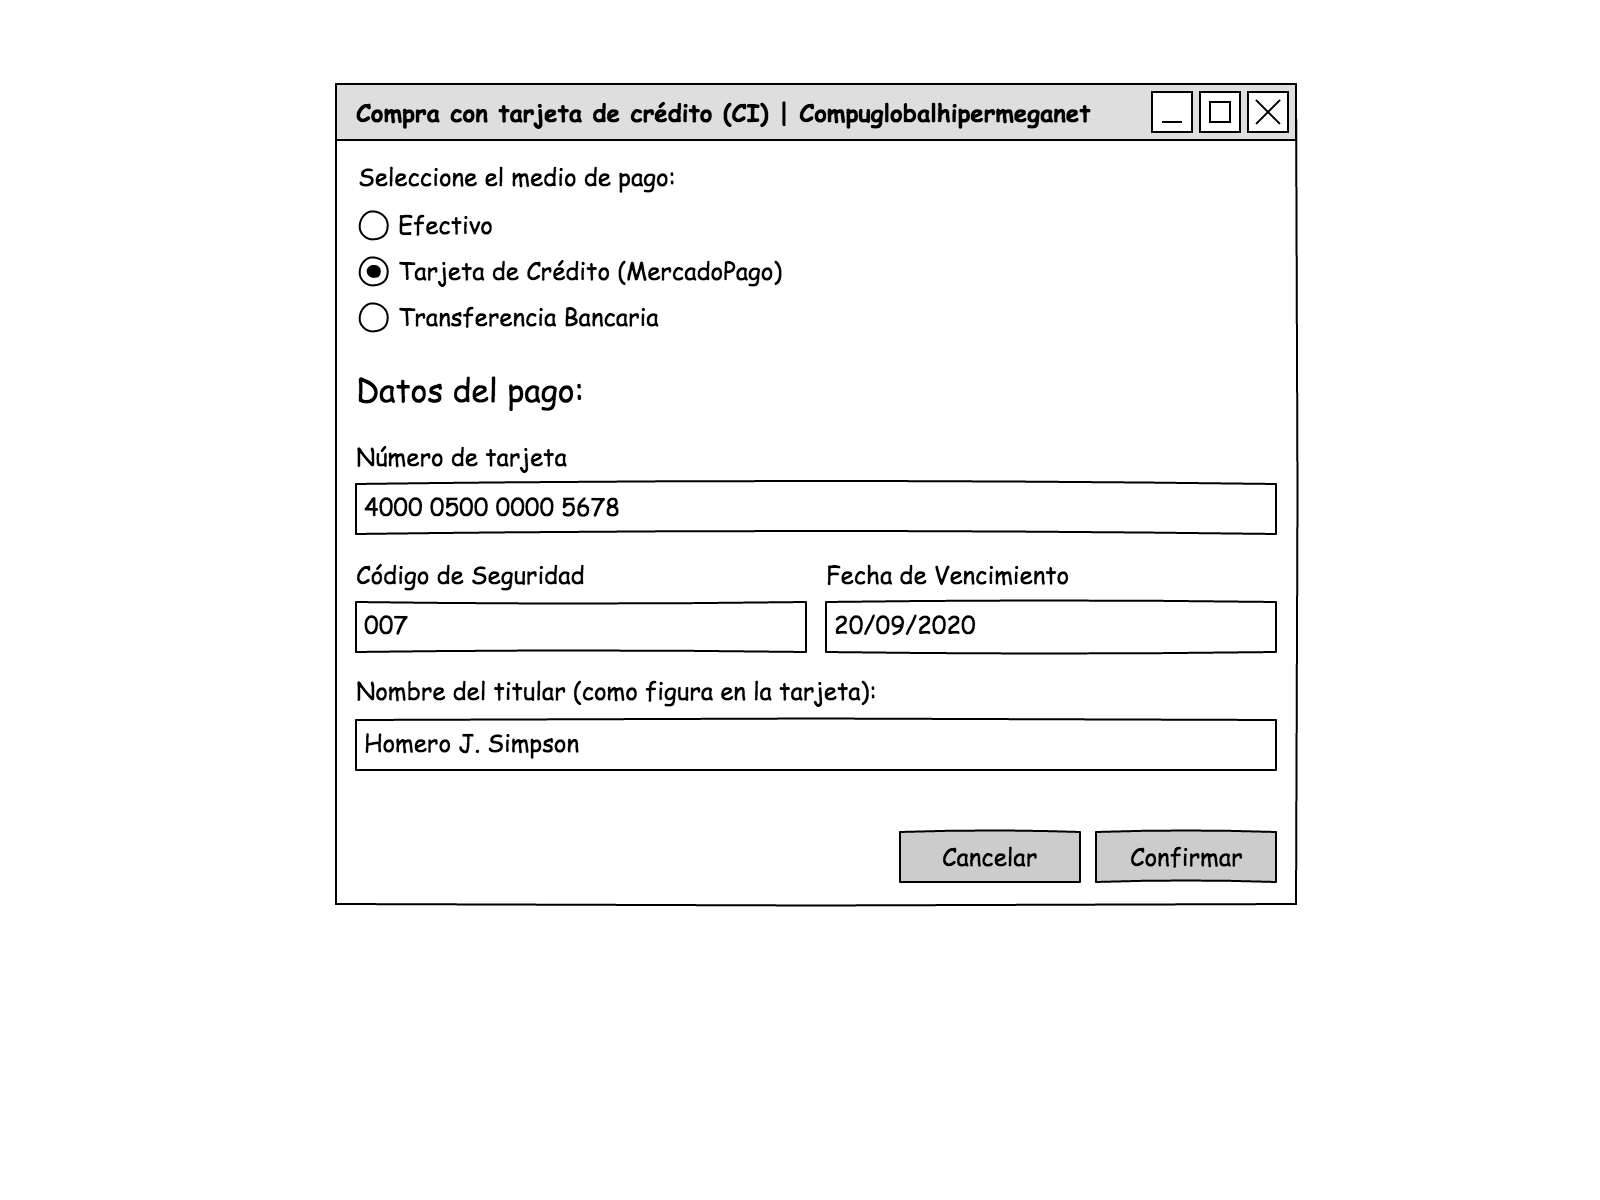 Compra con tarjeta de crédito (CI) | Compuglobalhipermeganet
Seleccione el medio de pago:
Efectivo
Tarjeta de Crédito (MercadoPago)
Transferencia Bancaria
Datos del pago:
Número de tarjeta
4000 0500 0000 5678
Código de Seguridad Fecha de Vencimiento
007 20/09/2020
Nombre del titular (como figura en la tarjeta):
Homero J. Simpson
Cancelar Confirmar